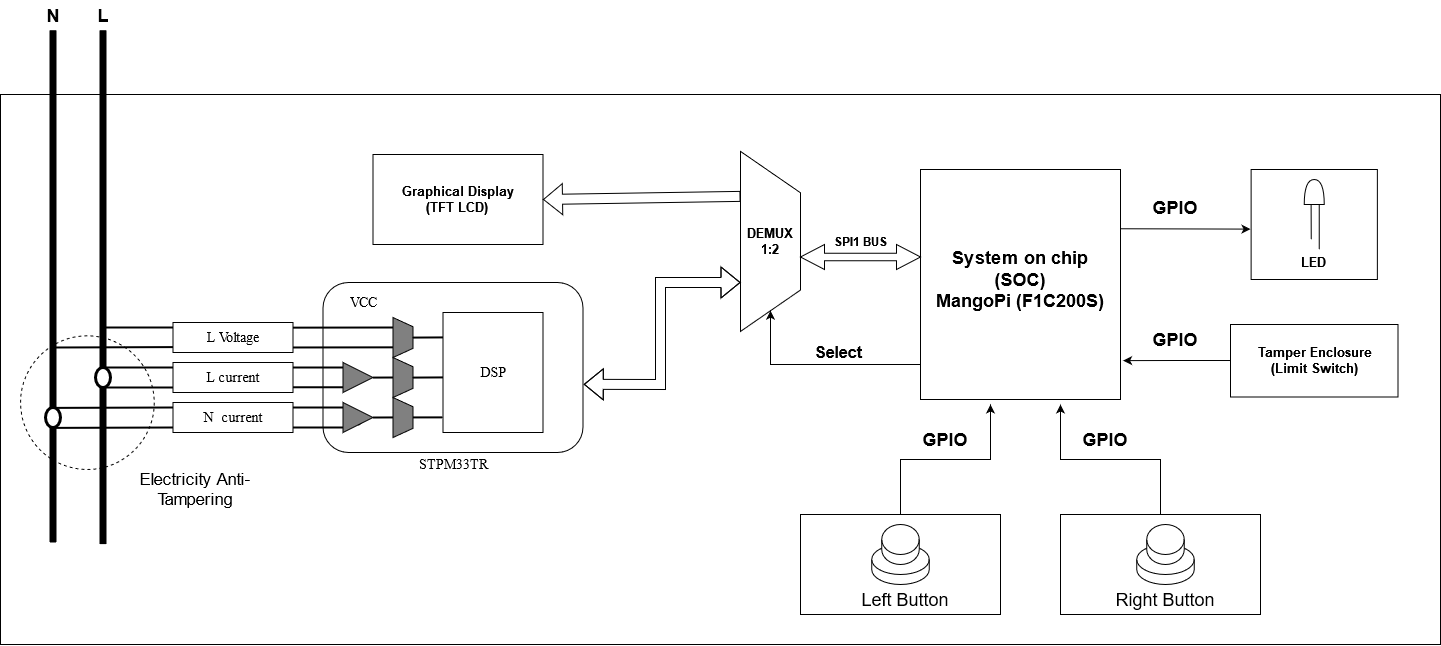 N
L
Graphical Display
(TFT LCD)
DEMUX
1:2
SPI1 BUS
System on chip
(SOC)
MangoPi (F1C200S)
GPIO
LED
GPIO
Tamper Enclosure
(Limit Switch)
Select
VCC
L Voltage
L current
N current
DSP
STPM33TR
Electricity Anti-
Tampering
GPIO
GPIO
Left Button
Right Button